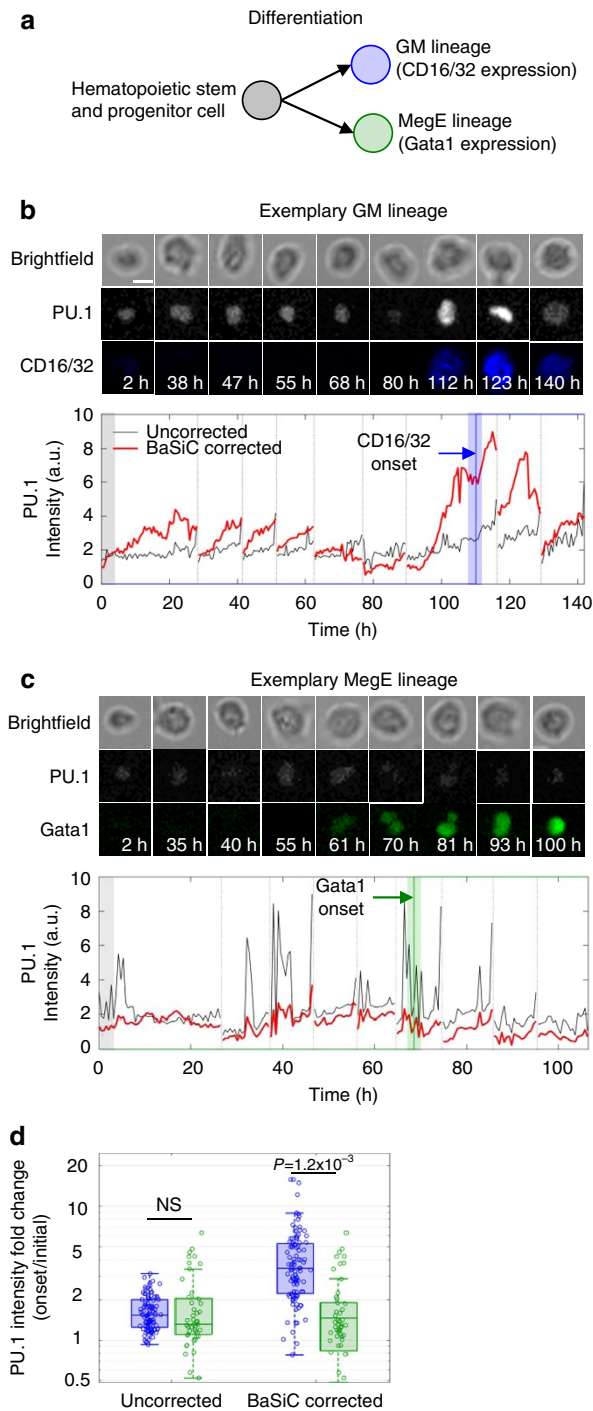 a
Differentiation
Hematopoietic stem
and progenitor cell
GM lineage
(CD16/32 expression)
MegE lineage
(Gata1 expression)
b
Exemplary GM lineage
Brightfield
PU.1
CD16/32
2 h 38 h 47 h 55 h 68 h 80 h 112 h 123 h 140 h
PU.1
Intensity (a.u.)
10
8
6
4
2
0
Uncorrected
BaSiC corrected
CD16/32
onset
0 20 40 60 80 100 120 140
Time (h)
c
Exemplary MegE lineage
Brightfield
PU.1
Gata1
2 h 35 h 40 h 55 h 61 h 70 h 81 h 93 h 100 h
PU.1
Intensity (a.u.)
10
8
6
4
2
0
Gata1
onset
0 20 40 60 80 100
Time (h)
d
PU.1 intensity fold change
(onset/initial)
20
10
5
2
1
0.5
NS
P=1.2x10⁻³
Uncorrected
BaSiC corrected